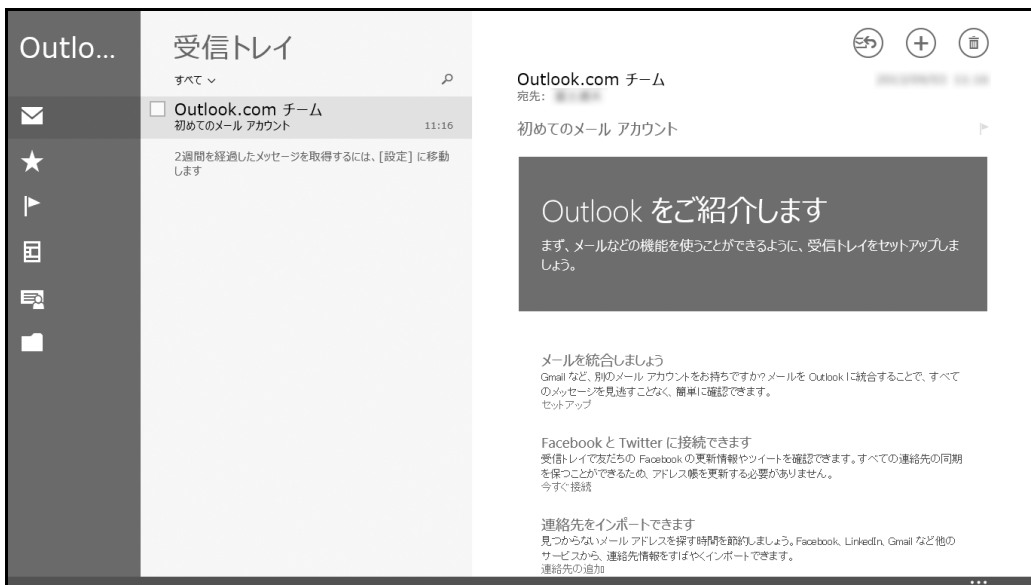 Outlo...
受信トレイ
すべて
Outlook.com チーム
初めてのメール アカウント 11:16
2週間を経過したメッセージを取得するには、[設定] に移動
します
Outlook.com チーム
宛先:
初めてのメール アカウント
Outlook をご紹介します
まず、メールなどの機能を使うことができるように、受信トレイをセットアップしま
しょう。
メールを統合しましょう
Gmail など、別のメール アカウントをお持ちですか? メールを Outlook に統合することで、すべて
のメッセージを見逃すことなく、簡単に確認できます。
セットアップ
Facebook と Twitter に接続できます
受信トレイで友だちの Facebook の更新情報やツイートを確認できます。すべての連絡先の同期
を保つことができるため、アドレス帳を更新する必要がありません。
今すぐ接続
連絡先をインポートできます
見つからないメール アドレスを探す時間を節約しましょう。Facebook、LinkedIn、Gmail など他の
サービスから、連絡先情報をすばやくインポートできます。
連絡先の追加